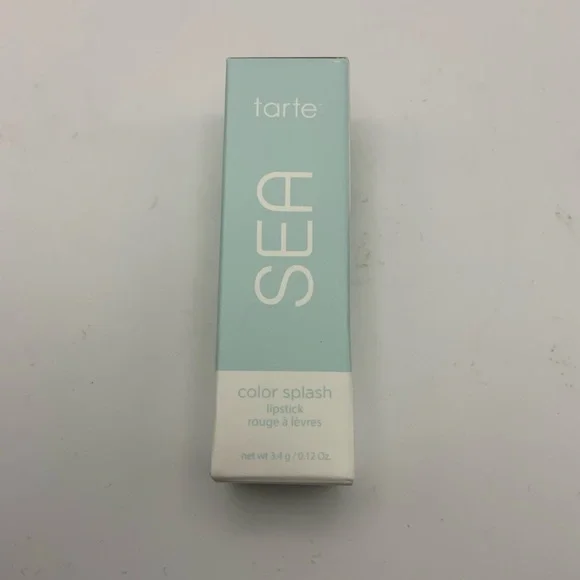 tarte
SEA
color splash
lipstick
rouge à lèvres
net wt 3.4 g / 0.12 Oz.